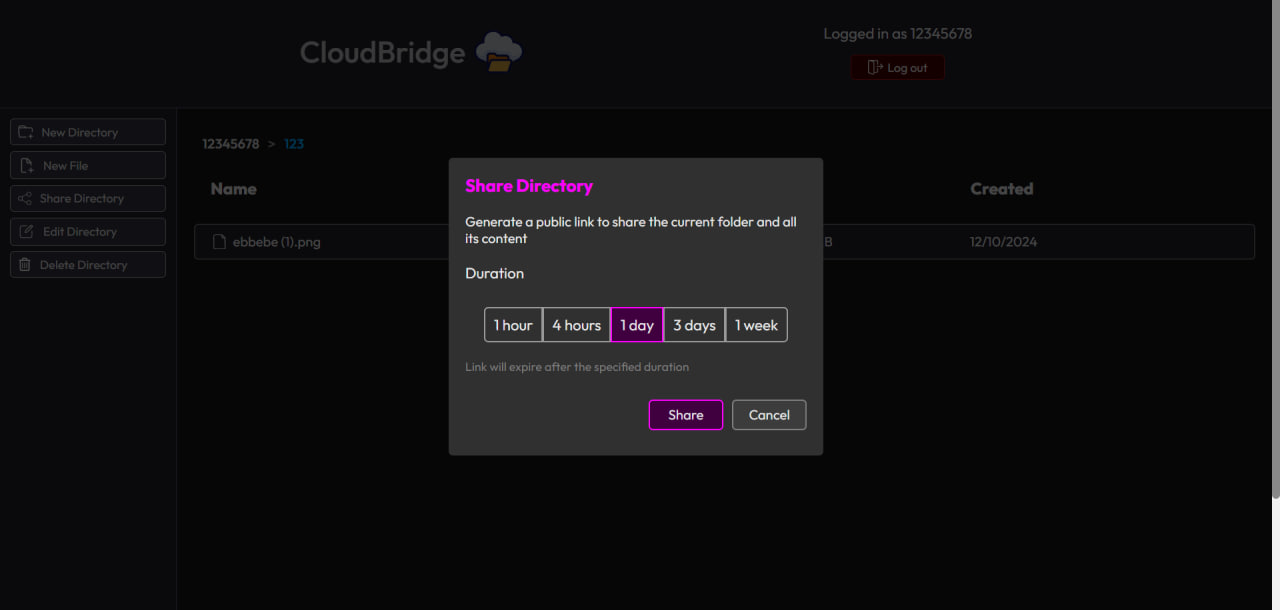 CloudBridge
Logged in as 12345678
Log out
New Directory
New File
Share Directory
Edit Directory
Delete Directory
12345678 > 123
Name
Created
ebbebe (1).png
B
12/10/2024
Share Directory
Generate a public link to share the current folder and all
its content
Duration
1 hour
4 hours
1 day
3 days
1 week
Link will expire after the specified duration
Share
Cancel